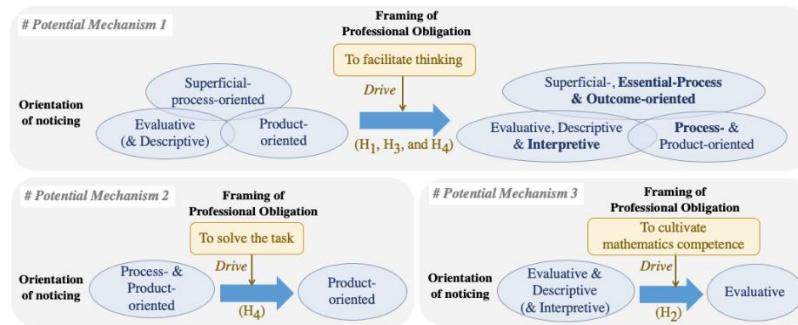 # Potential Mechanism 1
Framing of
Professional Obligation
To facilitate thinking
Drive
Orientation
of noticing
Superficial-
process-oriented
Evaluative
(& Descriptive)
Product-
oriented
(H1, H3, and H4)
Superficial-, Essential-Process
& Outcome-oriented
Evaluative, Descriptive
& Interpretive
Process- &
Product-oriented
# Potential Mechanism 2
Framing of
Professional Obligation
To solve the task
Drive
Orientation
of noticing
Process- &
Product-
oriented
(H4)
Product-
oriented
# Potential Mechanism 3
Framing of
Professional Obligation
To cultivate
mathematics competence
Drive
Orientation
of noticing
Evaluative &
Descriptive
(& Interpretive)
(H2)
Evaluative